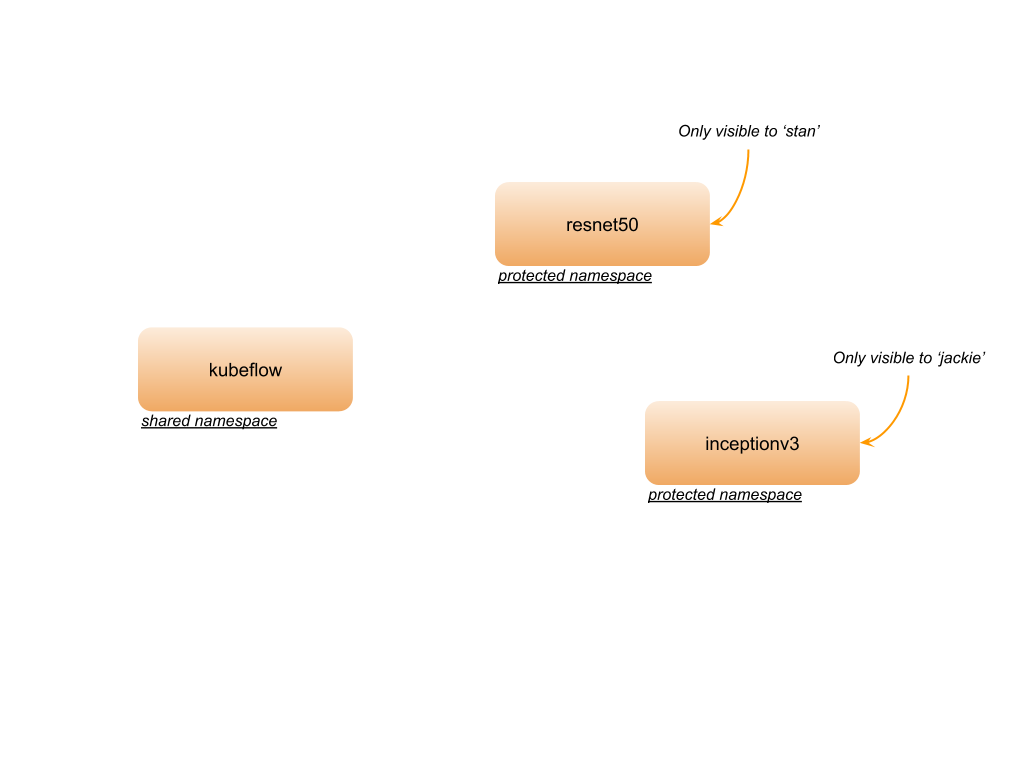 Only visible to ‘stan’
resnet50
protected namespace
kubeflow
shared namespace
Only visible to ‘jackie’
inceptionv3
protected namespace